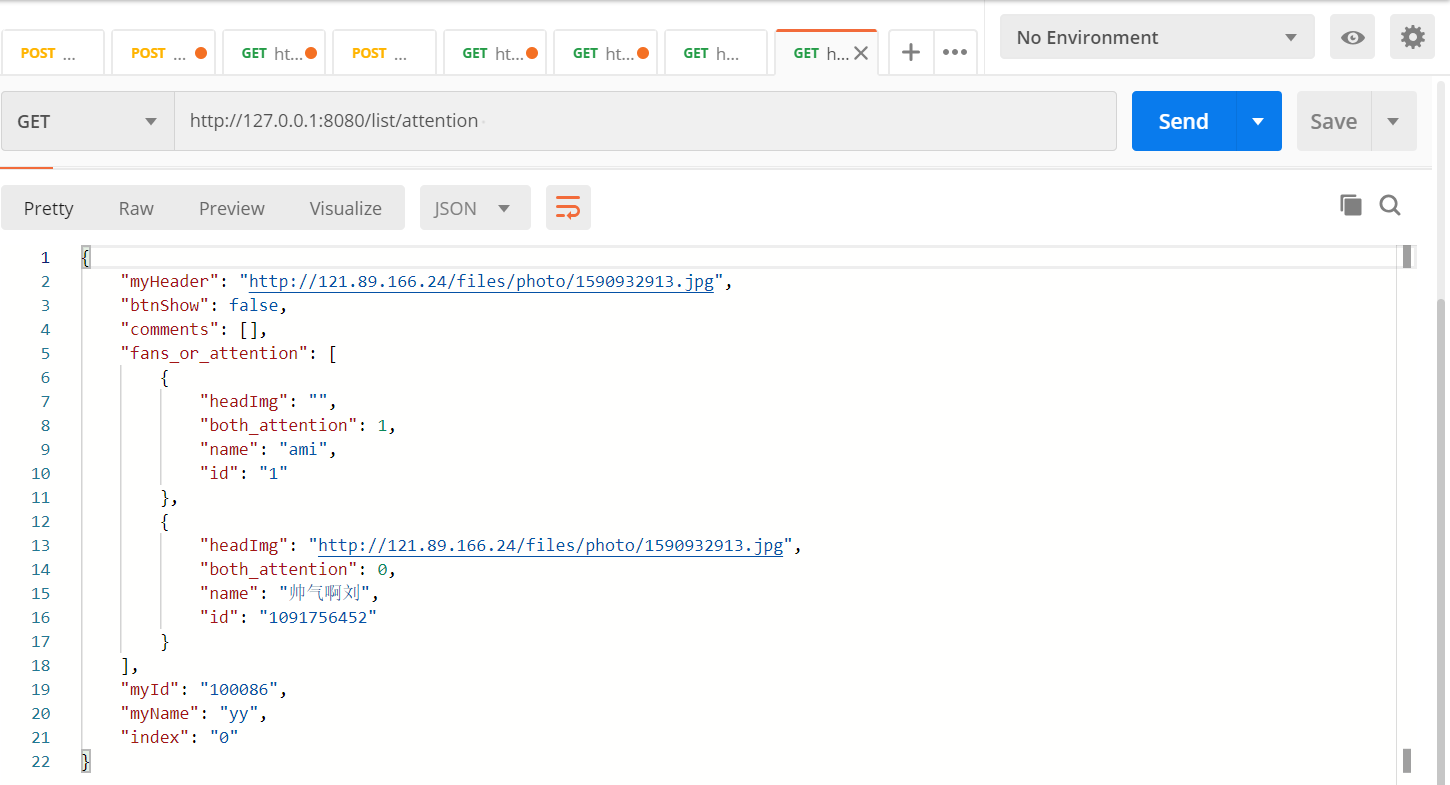 POST ... POST ... GET ht... POST ... GET ht... GET ht... GET h... GET h... No Environment
GET http://127.0.0.1:8080/list/attention Send Save
Pretty Raw Preview Visualize JSON
1 {
2 "myHeader": "http://121.89.166.24/files/photo/1590932913.jpg",
3 "btnShow": false,
4 "comments": [],
5 "fans_or_attention": [
6 {
7 "headImg": "",
8 "both_attention": 1,
9 "name": "ami",
10 "id": "1"
11 },
12 {
13 "headImg": "http://121.89.166.24/files/photo/1590932913.jpg",
14 "both_attention": 0,
15 "name": "帅气啊刘",
16 "id": "1091756452"
17 }
18 ],
19 "myId": "100086",
20 "myName": "yy",
21 "index": "0"
22 }